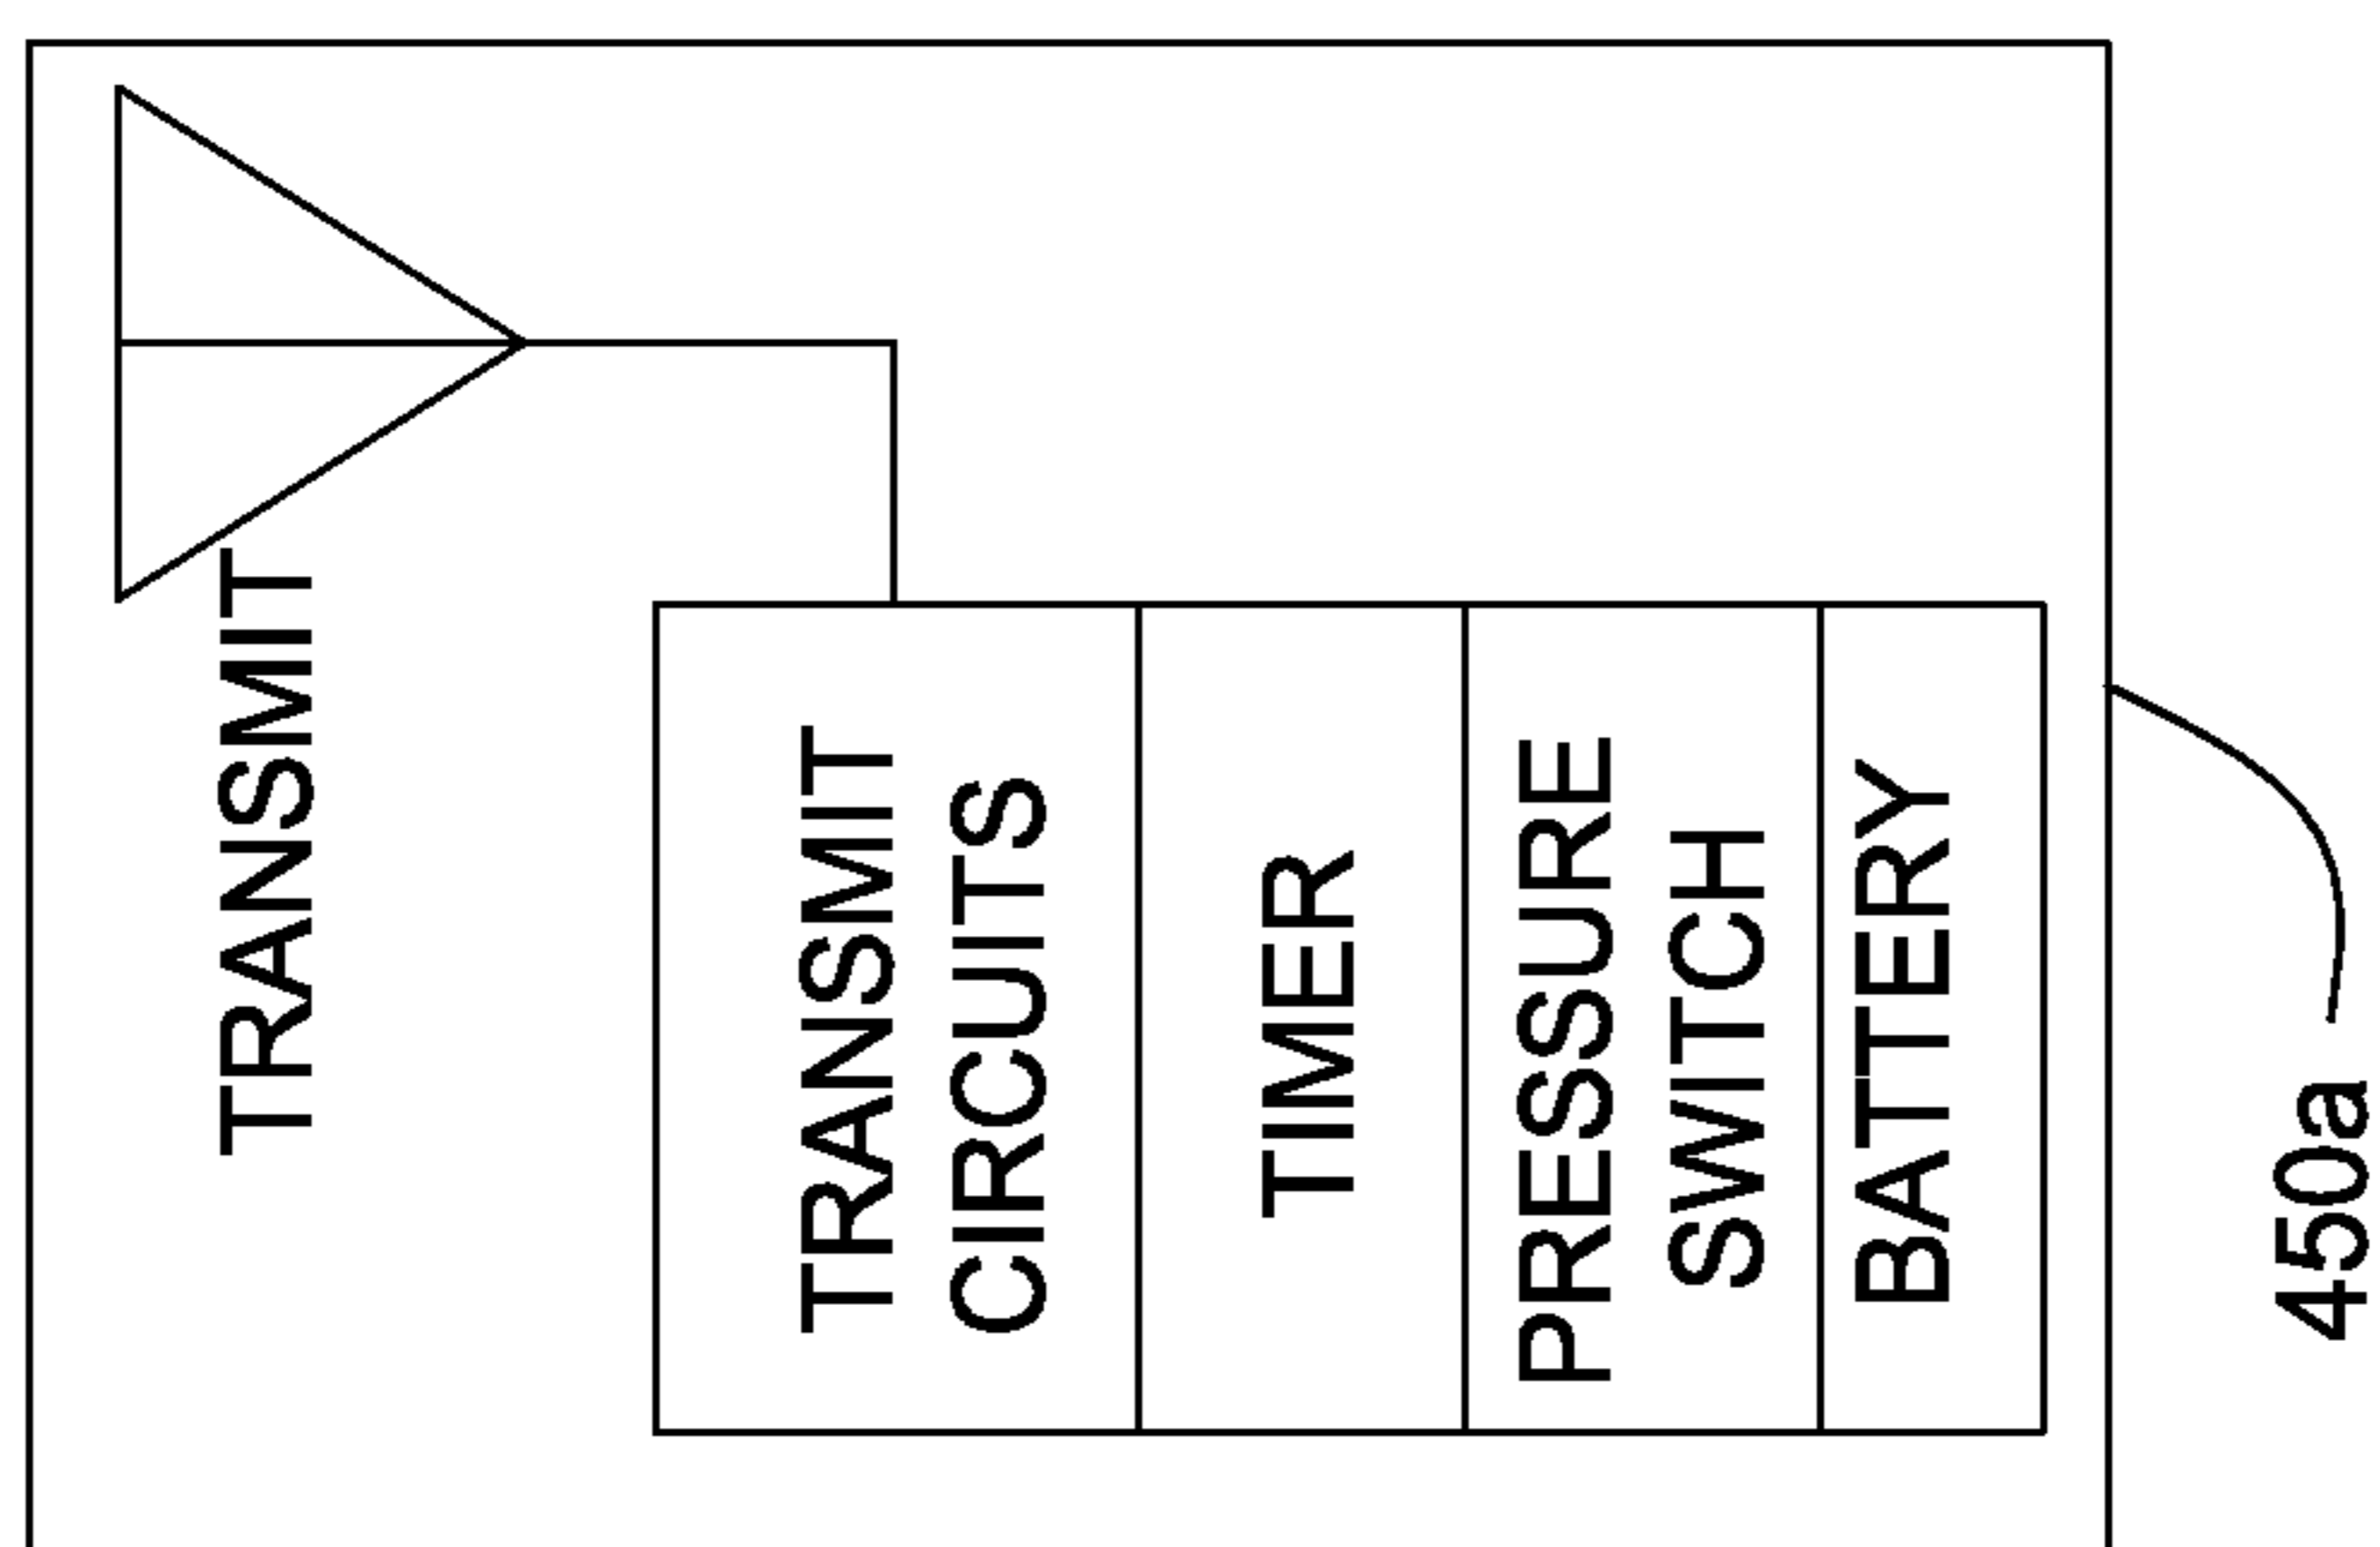 TRANSMIT
TRANSMIT
CIRCUITS
TIMER
PRESSURE
SWITCH
BATTERY
450a